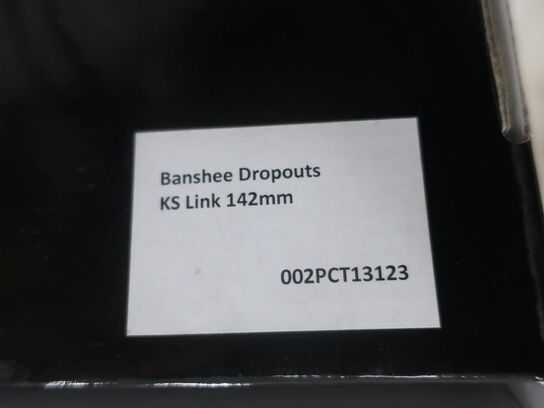 Banshee Dropouts
KS Link 142mm
002PCT13123